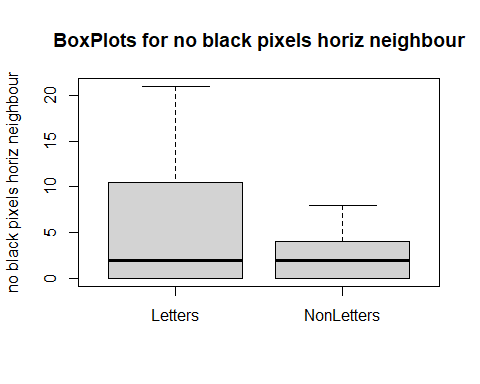 BoxPlots for no black pixels horiz neighbour
no black pixels horiz neighbour
20
15
10
5
0
Letters NonLetters